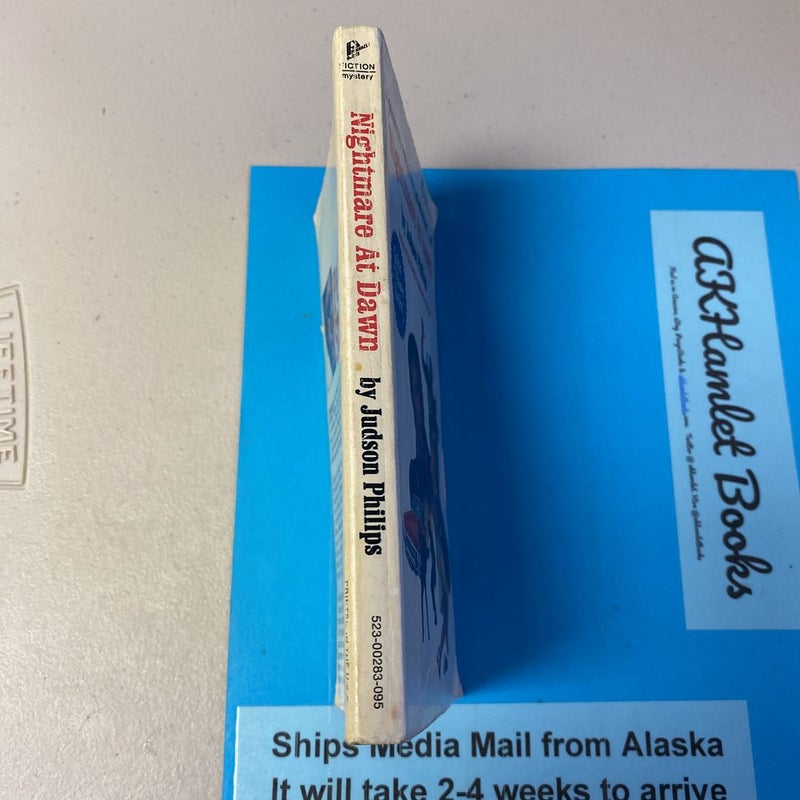 FICTION
mystery
Nightmare At Dawn
by Judson Philips
523-00283-095
LIFETIME
AKHamlet Books
Ships Media Mail from Alaska
It will take 2-4 weeks to arrive